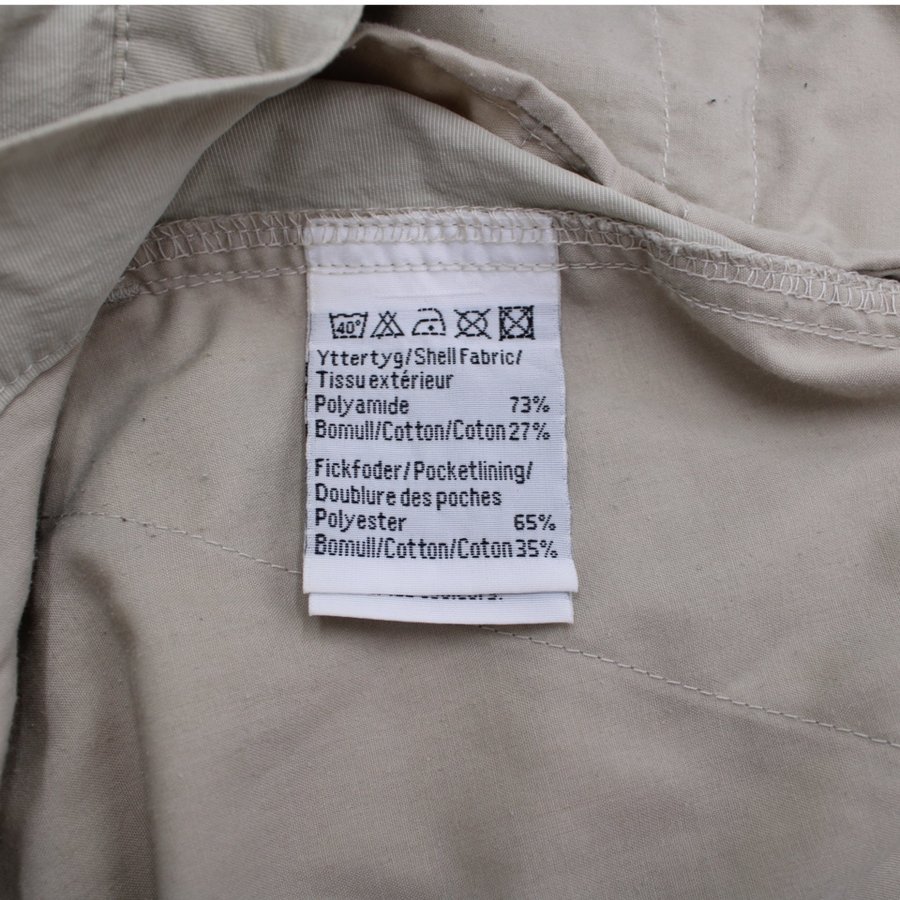 40°
Yttertyg/Shell Fabric/
Tissu extérieur
Polyamide 73%
Bomull/Cotton/Coton 27%
Fickfoder/Pocketlining/
Doublure des poches
Polyester 65%
Bomull/Cotton/Coton 35%